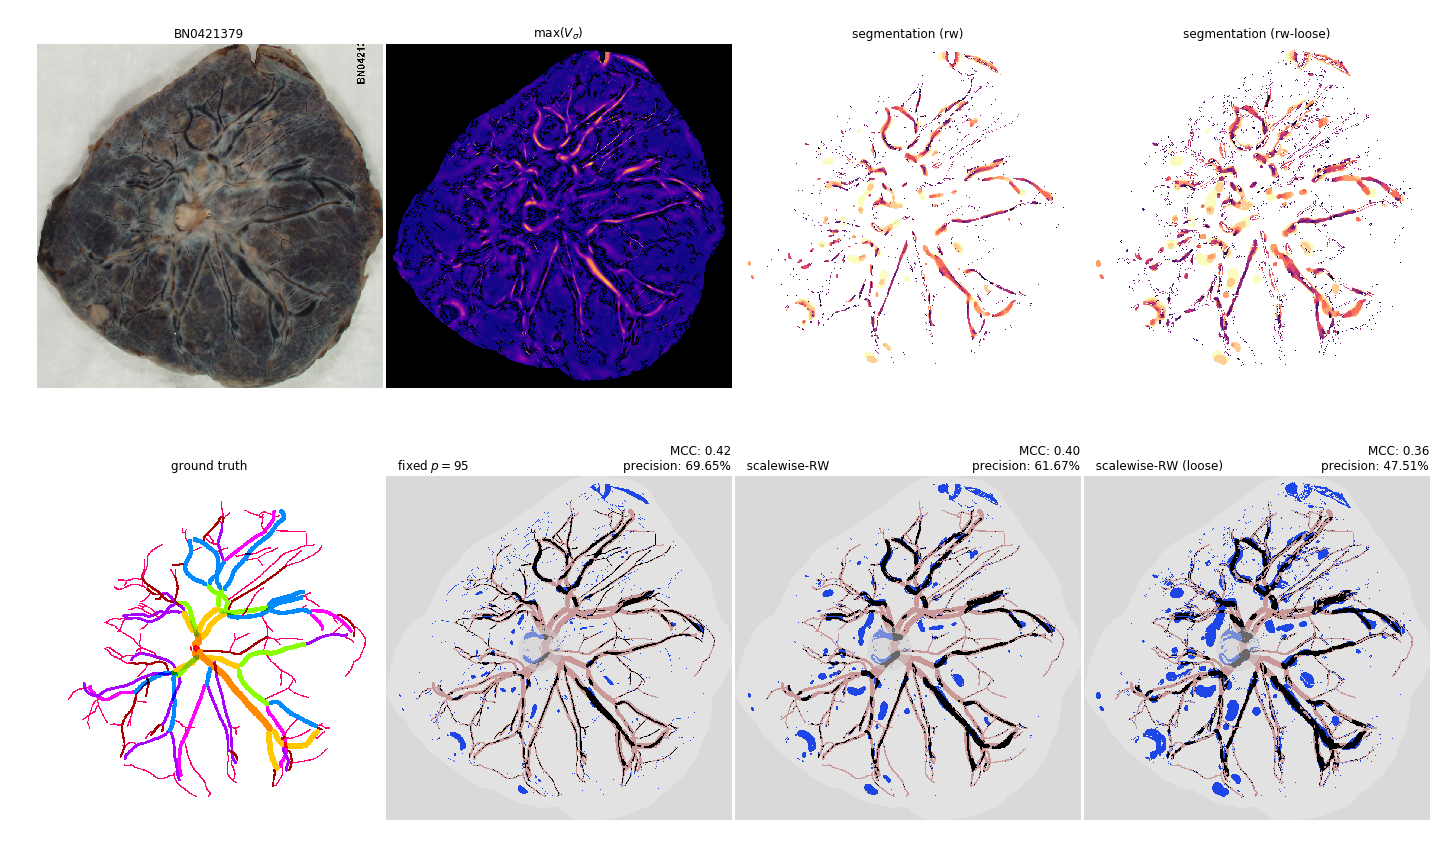 BN0421379
max(Vσ)
segmentation (rw)
segmentation (rw-loose)
BN0421
ground truth
fixed p = 95
MCC: 0.42
precision: 69.65%
scalewise-RW
MCC: 0.40
precision: 61.67%
scalewise-RW (loose)
MCC: 0.36
precision: 47.51%